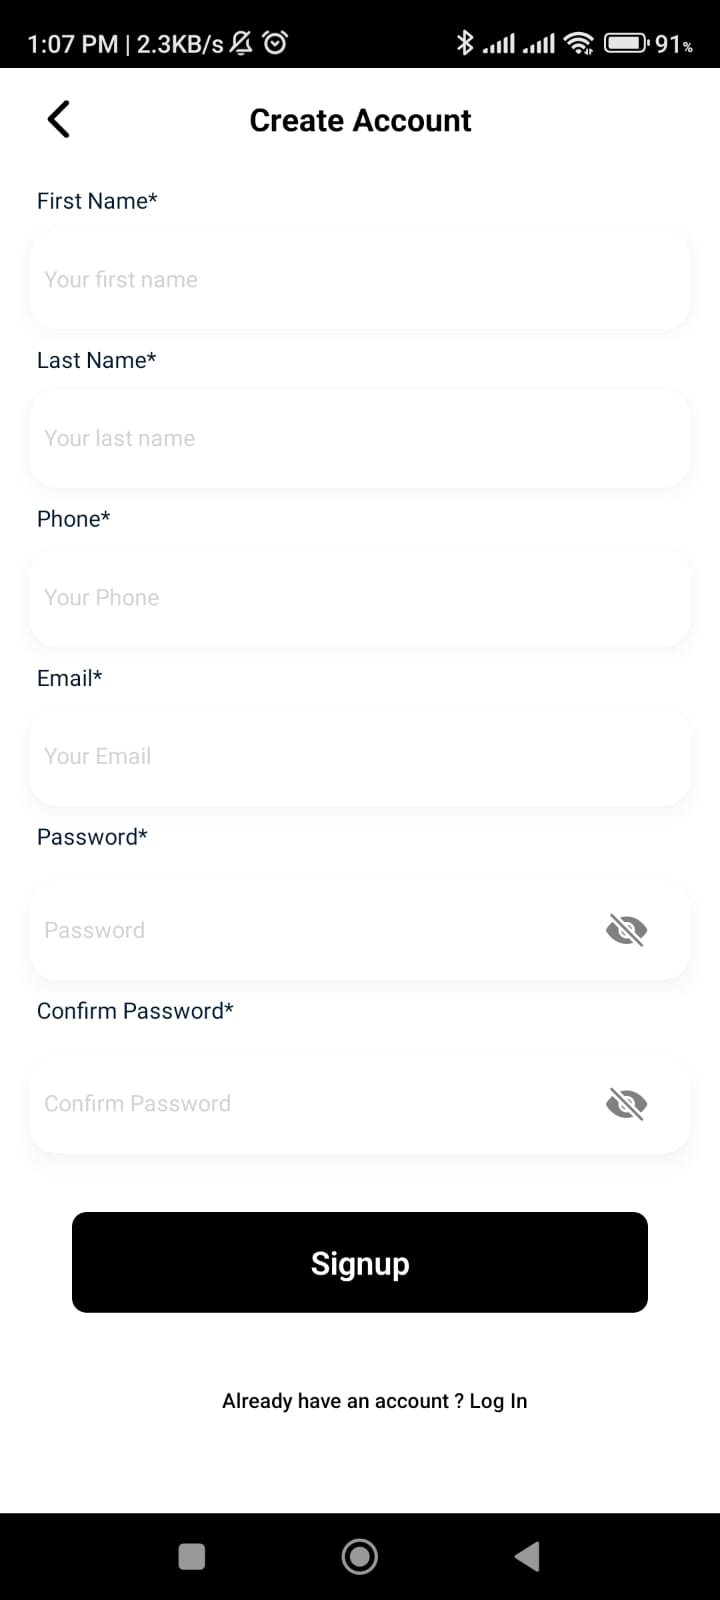 1:07 PM | 2.3KB/s 91%
Create Account
First Name*
Your first name
Last Name*
Your last name
Phone*
Your Phone
Email*
Your Email
Password*
Password
Confirm Password*
Confirm Password
Signup
Already have an account ? Log In